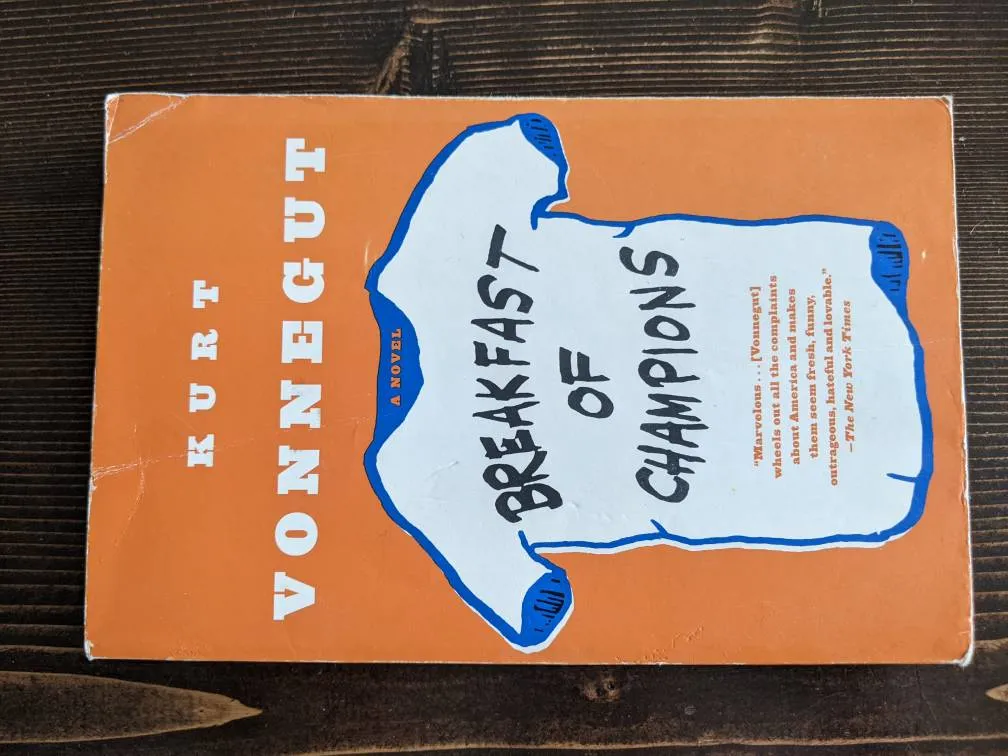 KURT
VONNEGUT
A NOVEL
BREAKFAST
OF
CHAMPIONS
“Marvelous . . . [Vonnegut]
wheels out all the complaints
about America and makes
them seem fresh, funny,
outrageous, hateful and lovable.”
—The New York Times